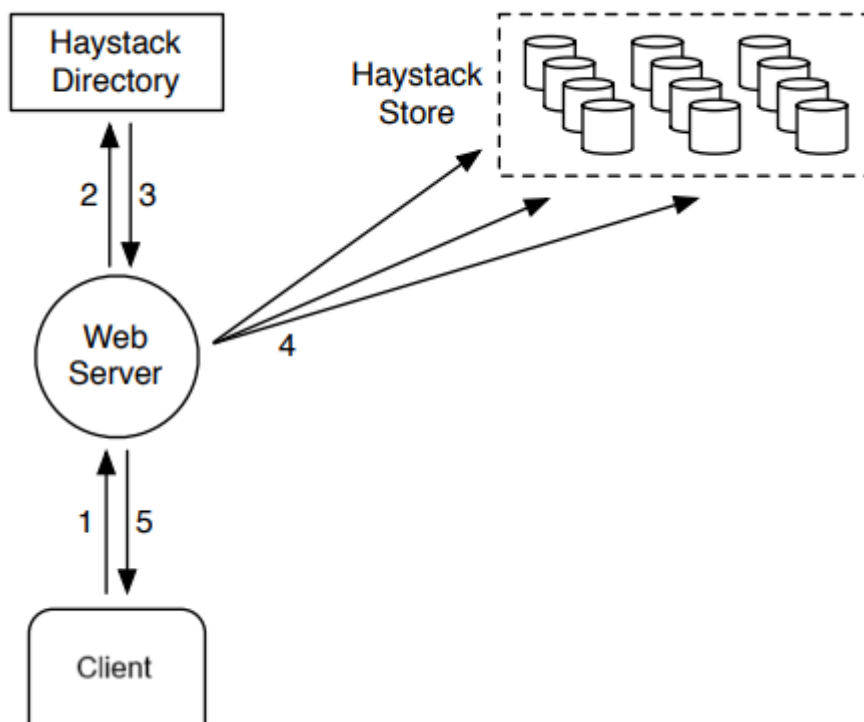 Haystack
Directory
Haystack
Store
2
3
Web
Server
4
1
5
Client